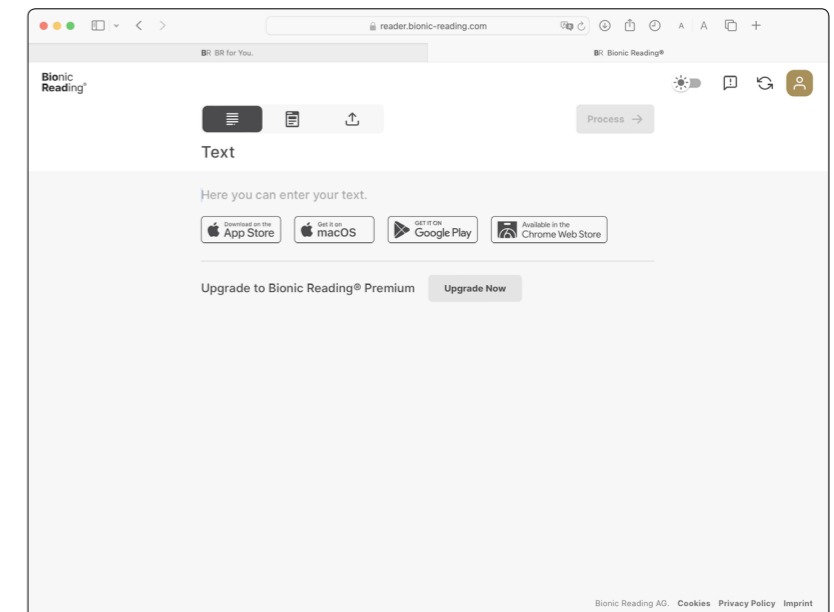 reader.bionic-reading.com
A A
BR BR for You.
BR Bionic Reading®
Bionic
Reading®
Process →
Text
Here you can enter your text.
Download on the
App Store
Get it on
macOS
GET IT ON
Google Play
Available in the
Chrome Web Store
Upgrade to Bionic Reading® Premium
Upgrade Now
Bionic Reading AG. Cookies Privacy Policy Imprint